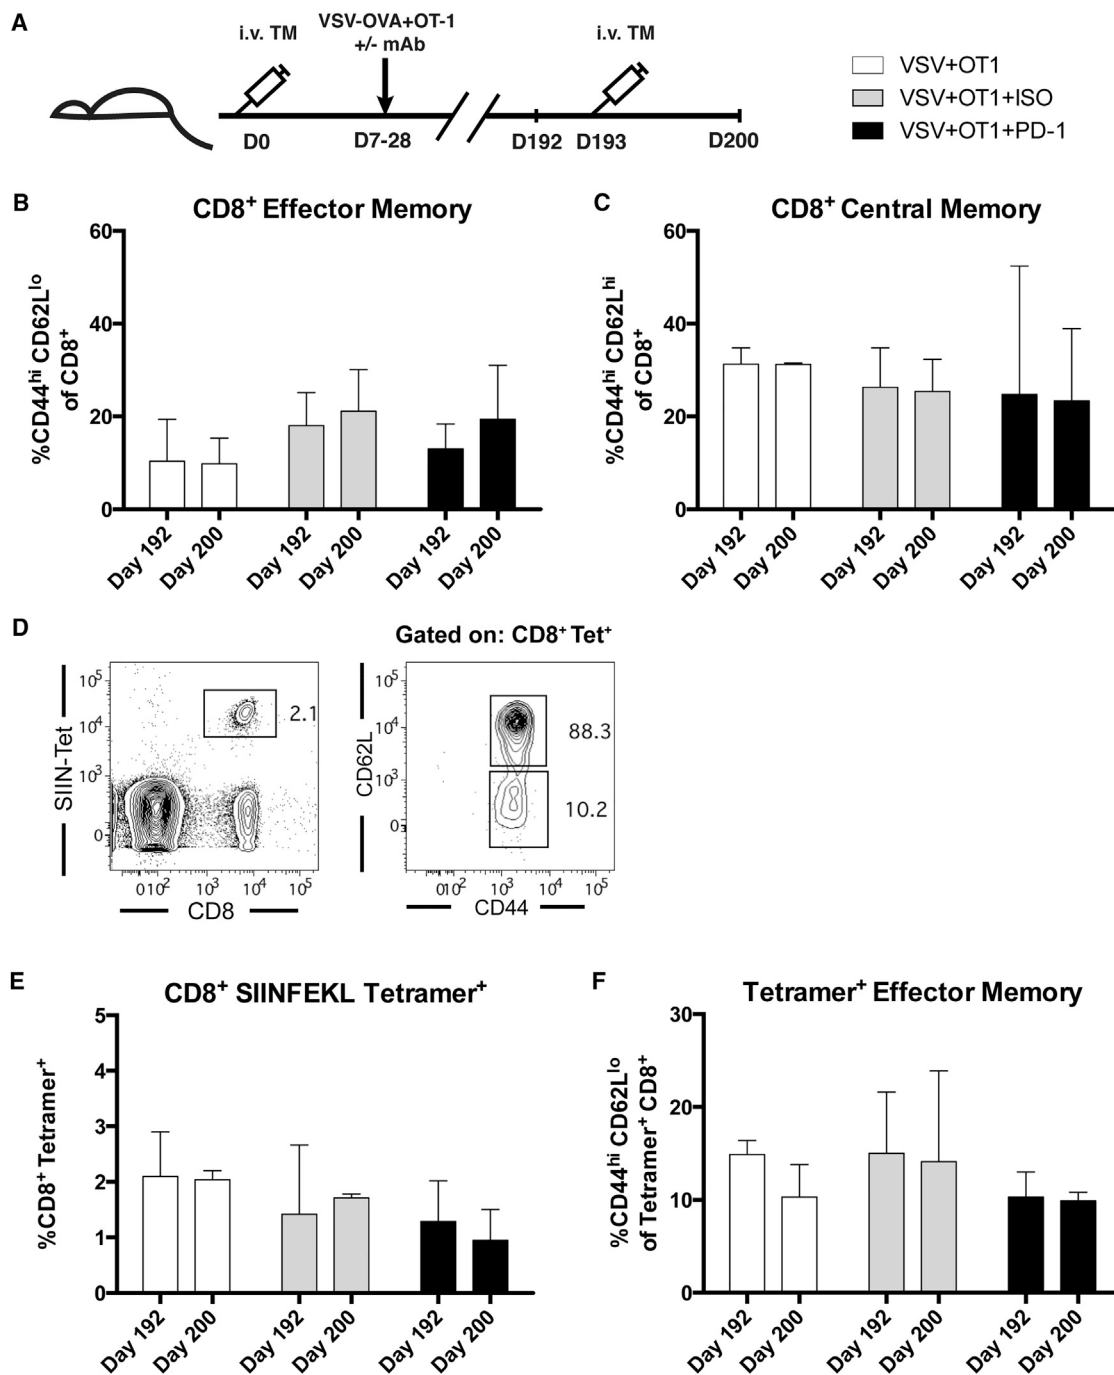 A
i.v. TM
VSV-OVA+OT-1
+/- mAb
i.v. TM
D0
D7-28
D192
D193
D200
VSV+OT1
VSV+OT1+ISO
VSV+OT1+PD-1
B
CD8⁺ Effector Memory
%CD44ʰⁱ CD62Lˡᵒ
of CD8⁺
60
40
20
0
Day 192
Day 200
Day 192
Day 200
Day 192
Day 200
C
CD8⁺ Central Memory
%CD44ʰⁱ CD62Lʰⁱ
of CD8⁺
60
40
20
0
Day 192
Day 200
Day 192
Day 200
Day 192
Day 200
D
SIIN-Tet
10⁵
10⁴
10³
0
2.1
010² 10³ 10⁴ 10⁵
CD8
Gated on: CD8⁺ Tet⁺
CD62L
10⁵
10⁴
10³
0
88.3
10.2
010² 10³ 10⁴ 10⁵
CD44
E
CD8⁺ SIINFEKL Tetramer⁺
%CD8⁺ Tetramer⁺
5
4
3
2
1
0
Day 192
Day 200
Day 192
Day 200
Day 192
Day 200
F
Tetramer⁺ Effector Memory
%CD44ʰⁱ CD62Lˡᵒ
of Tetramer⁺ CD8⁺
30
20
10
0
Day 192
Day 200
Day 192
Day 200
Day 192
Day 200